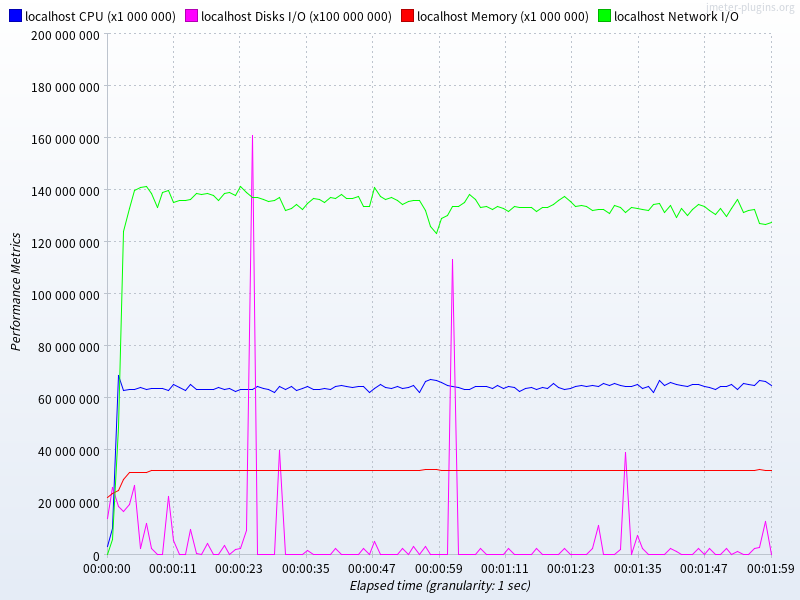 jmeter-plugins.org
localhost CPU (x1 000 000) localhost Disks I/O (x100 000 000) localhost Memory (x1 000 000) localhost Network I/O
200 000 000
180 000 000
160 000 000
140 000 000
120 000 000
100 000 000
80 000 000
60 000 000
40 000 000
20 000 000
0
Performance Metrics
00:00:00 00:00:11 00:00:23 00:00:35 00:00:47 00:00:59 00:01:11 00:01:23 00:01:35 00:01:47 00:01:59
Elapsed time (granularity: 1 sec)